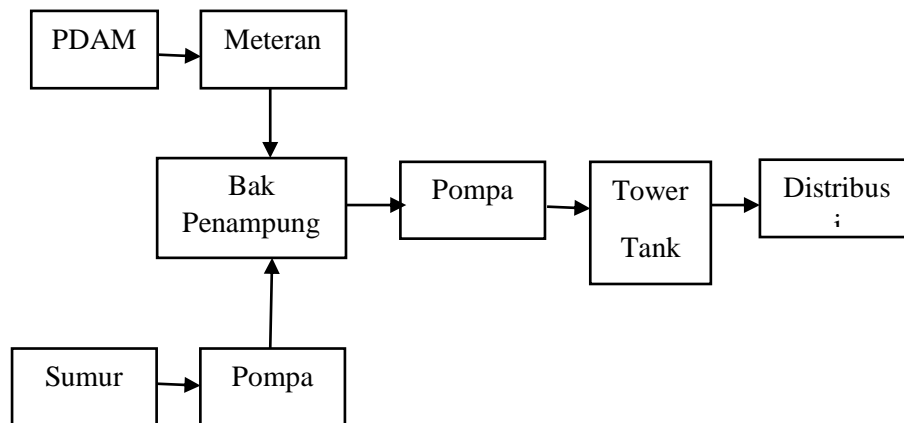 PDAM
Meteran
Bak
Penampung
Pompa
Tower
Tank
Distribus
i
Sumur
Pompa